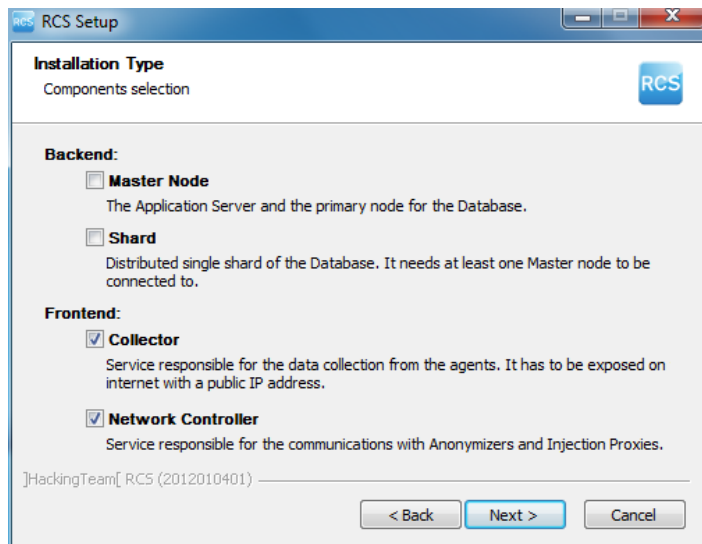 RCS RCS Setup
Installation Type
Components selection
RCS
Backend:
Master Node
The Application Server and the primary node for the Database.
Shard
Distributed single shard of the Database. It needs at least one Master node to be
connected to.
Frontend:
Collector
Service responsible for the data collection from the agents. It has to be exposed on
internet with a public IP address.
Network Controller
Service responsible for the communications with Anonymizers and Injection Proxies.
]HackingTeam[ RCS (2012010401)
< Back Next > Cancel